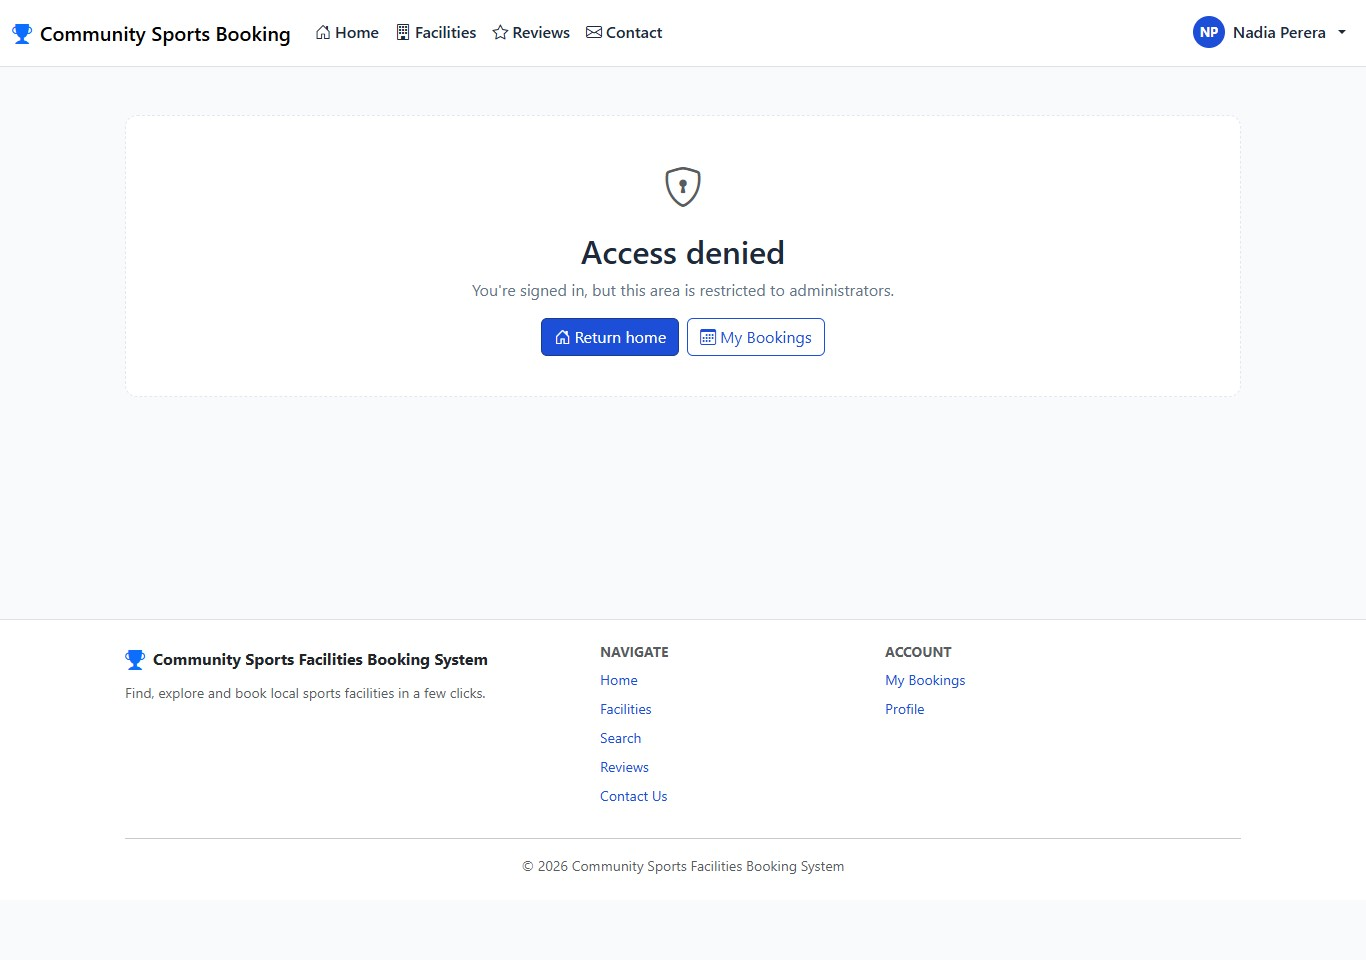 Community Sports Booking Home Facilities Reviews Contact NP Nadia Perera
Access denied
You're signed in, but this area is restricted to administrators.
Return home My Bookings
Community Sports Facilities Booking System
Find, explore and book local sports facilities in a few clicks.
NAVIGATE
Home
Facilities
Search
Reviews
Contact Us
ACCOUNT
My Bookings
Profile
© 2026 Community Sports Facilities Booking System